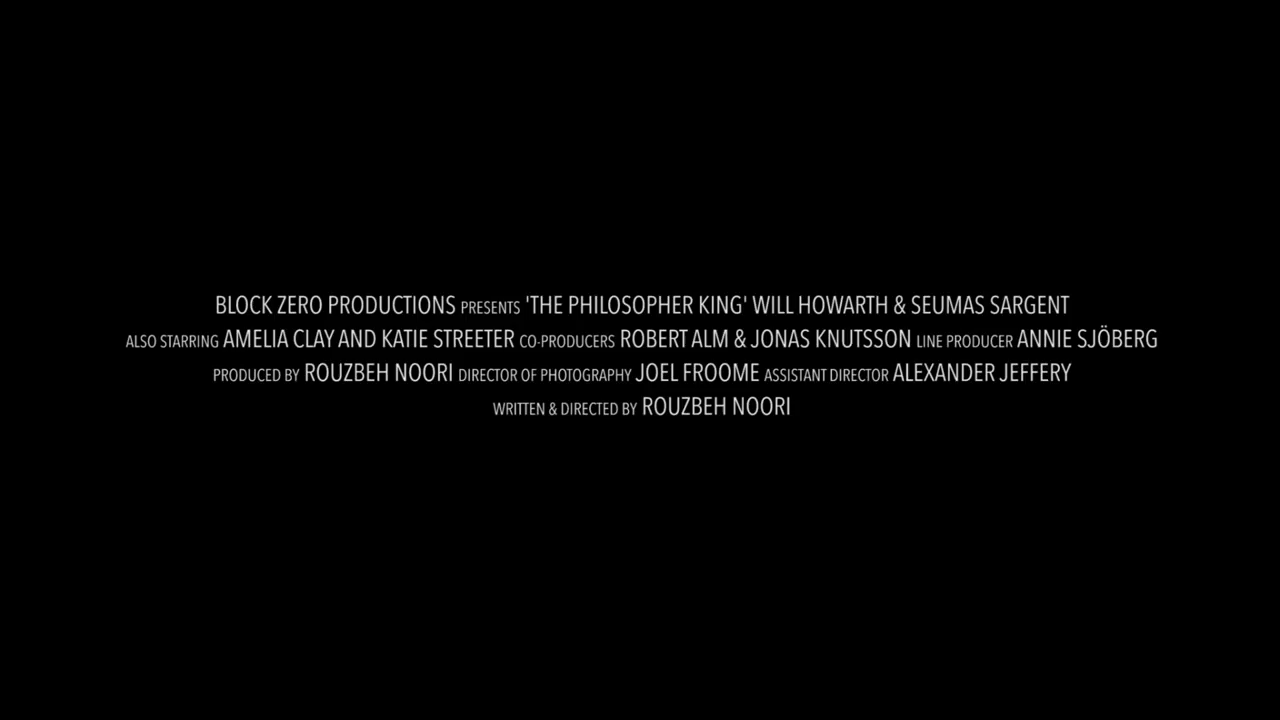 BLOCK ZERO PRODUCTIONS PRESENTS 'THE PHILOSOPHER KING' WILL HOWARTH & SEUMAS SARGENT
ALSO STARRING AMELIA CLAY AND KATIE STREETER CO-PRODUCERS ROBERT ALM & JONAS KNUTSSON LINE PRODUCER ANNIE SJÖBERG
PRODUCED BY ROUZBEH NOORI DIRECTOR OF PHOTOGRAPHY JOEL FROOME ASSISTANT DIRECTOR ALEXANDER JEFFERY
WRITTEN & DIRECTED BY ROUZBEH NOORI